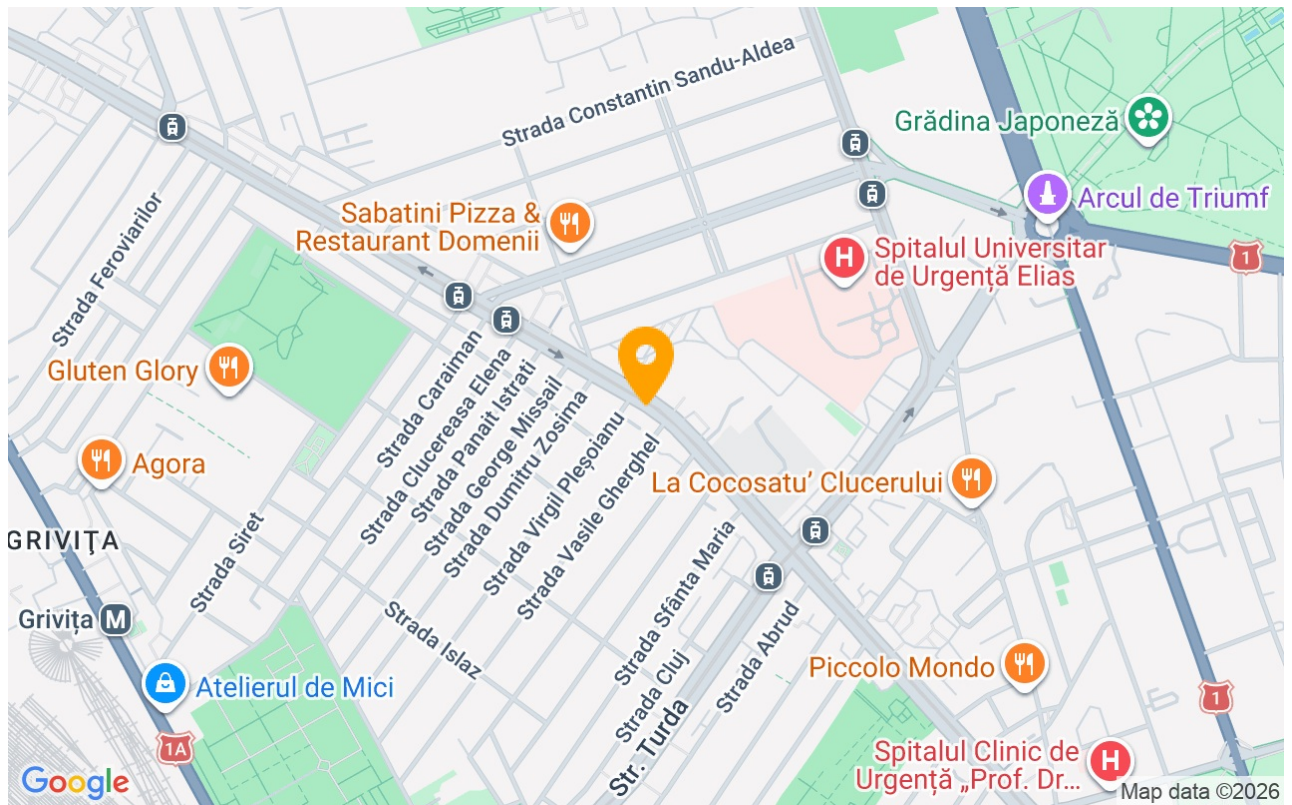 Strada Constantin Sandu-Aldea
Grădina Japoneză
Arcul de Triumf
Strada Feroviarilor
Sabatini Pizza &
Restaurant Domenii
Spitalul Universitar
de Urgență Elias
1
Gluten Glory
Strada Caraiman
Strada Clucereasa Elena
Strada Panait Istrati
Strada George Missail
Strada Dumitru Zosima
Strada Virgil Pleșoianu
Strada Vasile Gherghel
Agora
La Cocosatu’ Clucerului
GRIVIȚA
Strada Siret
Strada Sfânta Maria
Grivița M
Strada Islaz
Strada Cluj
Strada Abrud
Piccolo Mondo
Atelierul de Mici
1
Str. Turda
1A
Spitalul Clinic de
Urgență „Prof. Dr...
Google
Map data ©2026